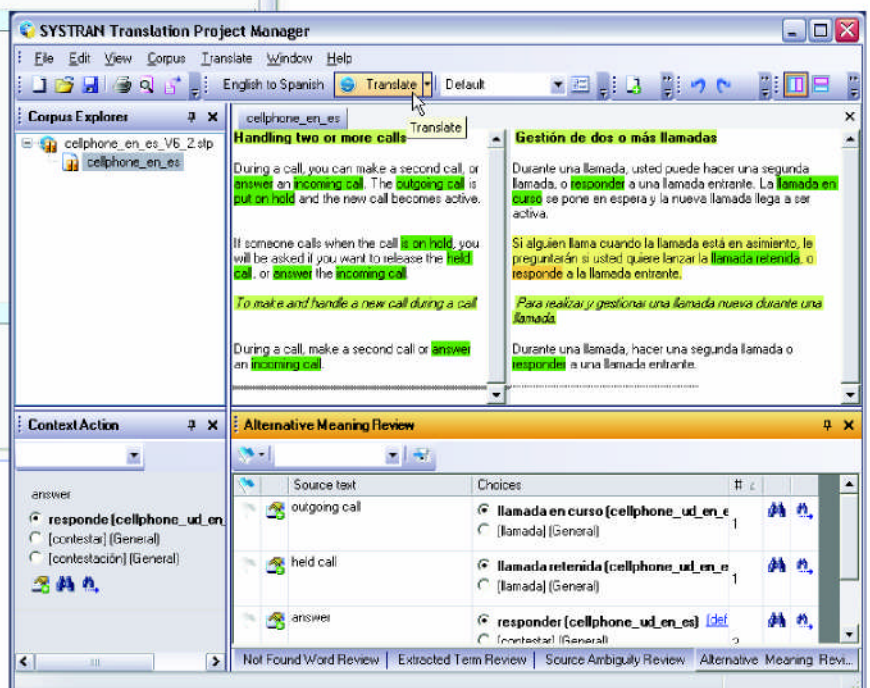 SYSTRAN Translation Project Manager
File Edit View Corpus Translate Window Help
English to Spanish Translate Default
Translate
Corpus Explorer
cellphone_en_es_V6_2.stp
cellphone_en_es
cellphone_en_es
Handling two or more calls
During a call, you can make a second call, or
answer an incoming call. The outgoing call is
put on hold and the new call becomes active.
If someone calls when the call is on hold, you
will be asked if you want to release the held
call, or answer the incoming call.
To make and handle a new call during a call
During a call, make a second call or answer
an incoming call.
Gestión de dos o más llamadas
Durante una llamada, usted puede hacer una segunda
llamada, o responder a una llamada entrante. La llamada en
curso se pone en espera y la nueva llamada llega a ser
activa.
Si alguien llama cuando la llamada está en asimiento, le
preguntarán si usted quiere lanzar la llamada retenida, o
responde a la llamada entrante.
Para realizar y gestionar una llamada nueva durante una
llamada
Durante una llamada, hacer una segunda llamada o
responder a una llamada entrante.
Context Action
answer
responde (cellphone_ud_en_
[contestar] (General)
[contestación] (General)
Alternative Meaning Review
Source text Choices #
outgoing call llamada en curso (cellphone_ud_en_e
[llamada] (General) 1
held call llamada retenida (cellphone_ud_en_e
[llamada] (General) 1
answer responder (cellphone_ud_en_es) [def
[contestar] (General)
Not Found Word Review Extracted Term Review Source Ambiguity Review Alternative Meaning Revi...